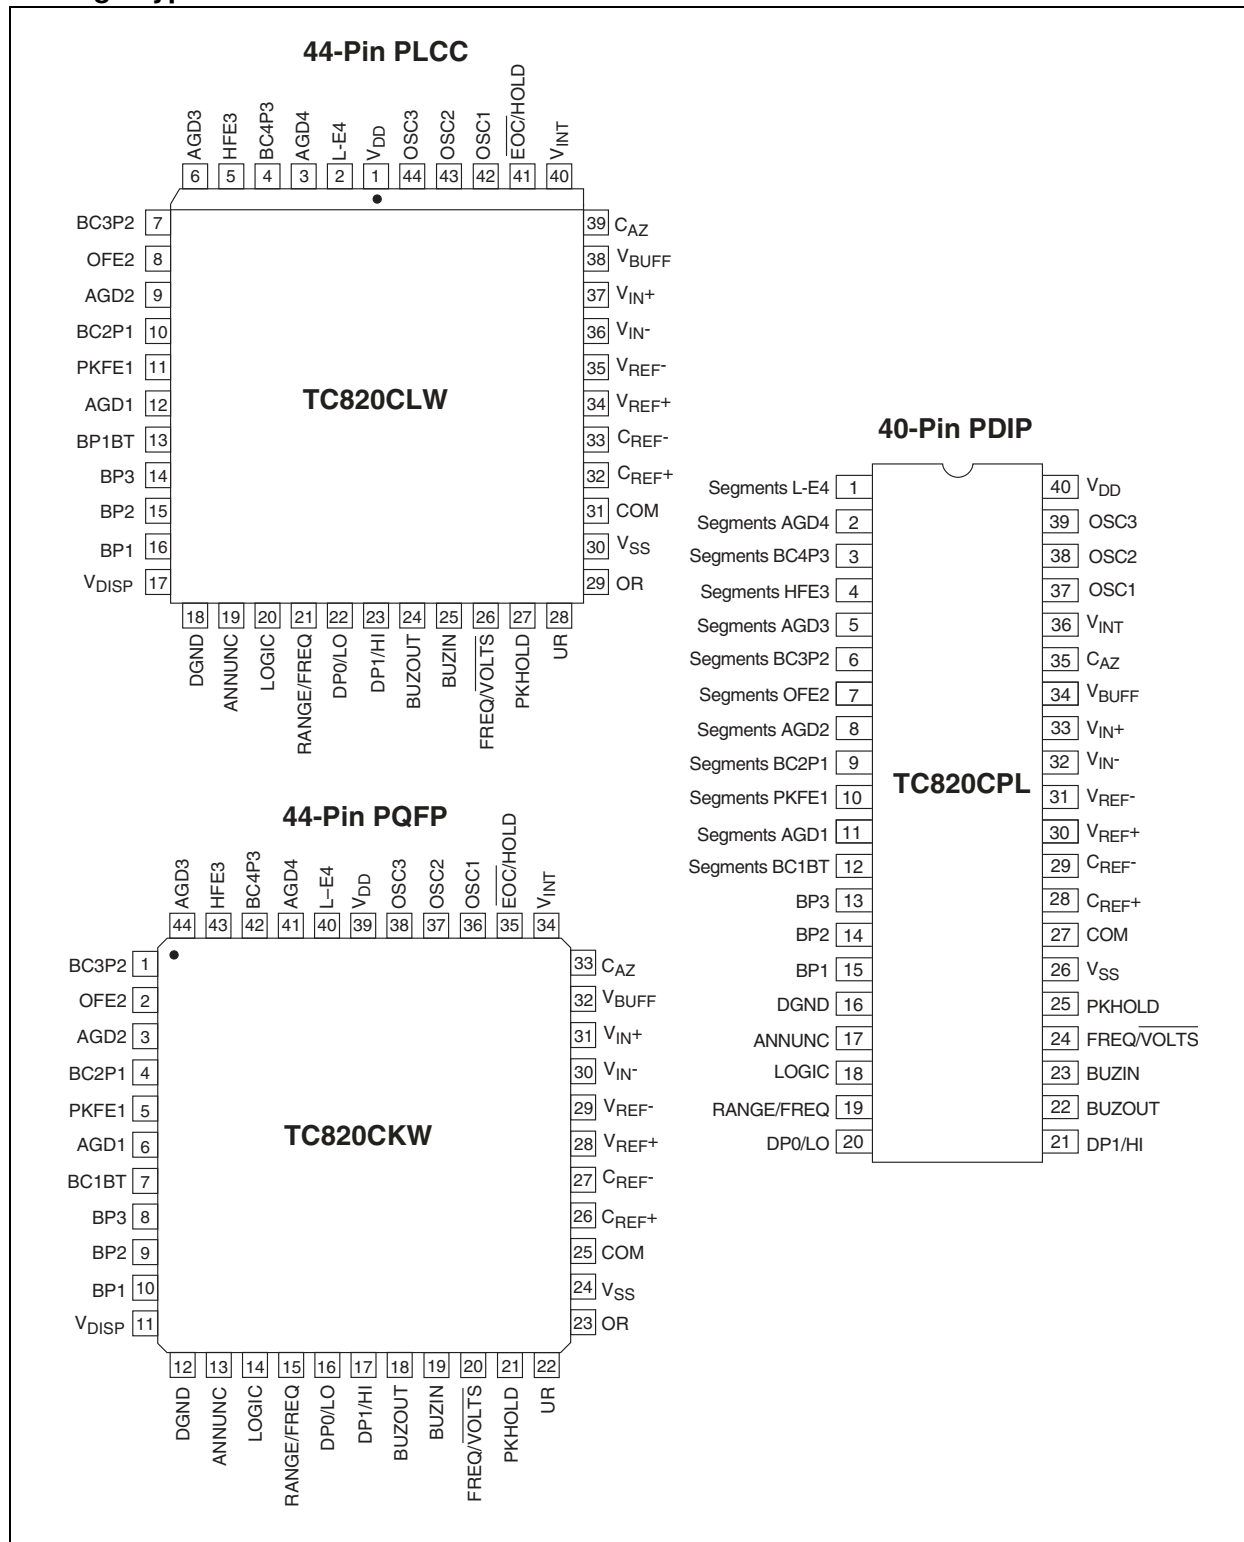 44-Pin PLCC
AGD3 HFE3 BC4P3 AGD4 L-E4 VDD OSC3 OSC2 OSC1 EOC/HOLD VINT
6 5 4 3 2 1 44 43 42 41 40
BC3P2 7 39 CAZ
OFE2 8 38 VBUFF
AGD2 9 37 VIN+
BC2P1 10 36 VIN-
PKFE1 11 35 VREF-
AGD1 12 34 VREF+
BP1BT 13 33 CREF-
BP3 14 32 CREF+
BP2 15 31 COM
BP1 16 30 VSS
VDISP 17 29 OR
TC820CLW
18 19 20 21 22 23 24 25 26 27 28
DGND ANNUNC LOGIC RANGE/FREQ DP0/LO DP1/HI BUZOUT BUZIN FREQ/VOLTS PKHOLD UR
40-Pin PDIP
Segments L-E4 1 40 VDD
Segments AGD4 2 39 OSC3
Segments BC4P3 3 38 OSC2
Segments HFE3 4 37 OSC1
Segments AGD3 5 36 VINT
Segments BC3P2 6 35 CAZ
Segments OFE2 7 34 VBUFF
Segments AGD2 8 33 VIN+
Segments BC2P1 9 32 VIN-
Segments PKFE1 10 31 VREF-
Segments AGD1 11 30 VREF+
Segments BC1BT 12 29 CREF-
BP3 13 28 CREF+
BP2 14 27 COM
BP1 15 26 VSS
DGND 16 25 PKHOLD
ANNUNC 17 24 FREQ/VOLTS
LOGIC 18 23 BUZIN
RANGE/FREQ 19 22 BUZOUT
DP0/LO 20 21 DP1/HI
TC820CPL
44-Pin PQFP
AGD3 HFE3 BC4P3 AGD4 L–E4 VDD OSC3 OSC2 OSC1 EOC/HOLD VINT
44 43 42 41 40 39 38 37 36 35 34
BC3P2 1 33 CAZ
OFE2 2 32 VBUFF
AGD2 3 31 VIN+
BC2P1 4 30 VIN-
PKFE1 5 29 VREF-
AGD1 6 28 VREF+
BC1BT 7 27 CREF-
BP3 8 26 CREF+
BP2 9 25 COM
BP1 10 24 VSS
VDISP 11 23 OR
TC820CKW
12 13 14 15 16 17 18 19 20 21 22
DGND ANNUNC LOGIC RANGE/FREQ DP0/LO DP1/HI BUZOUT BUZIN FREQ/VOLTS PKHOLD UR